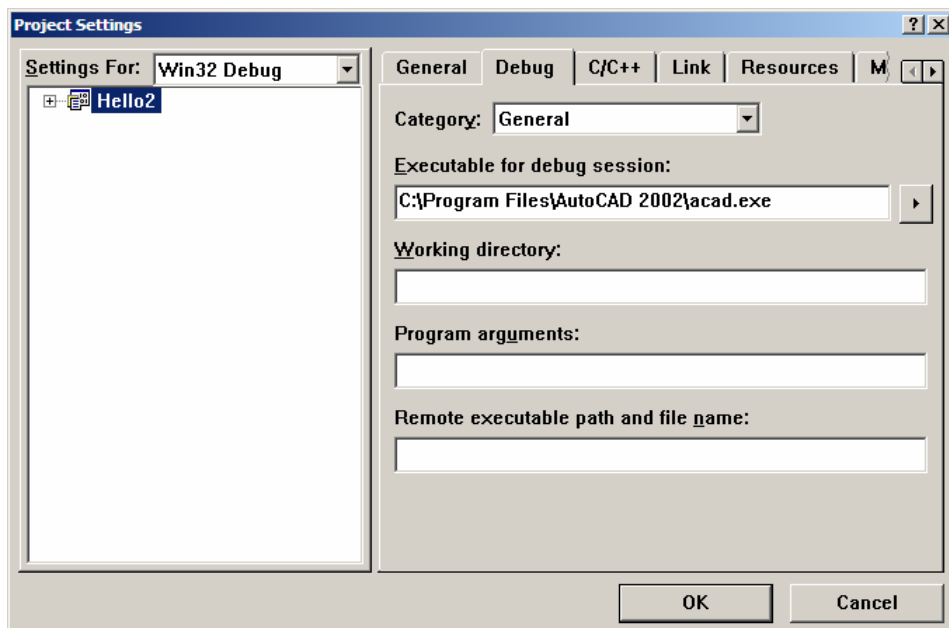 Project Settings
Settings For: Win32 Debug
Hello2
General Debug C/C++ Link Resources M
Category: General
Executable for debug session:
C:\Program Files\AutoCAD 2002\acad.exe
Working directory:
Program arguments:
Remote executable path and file name:
OK Cancel